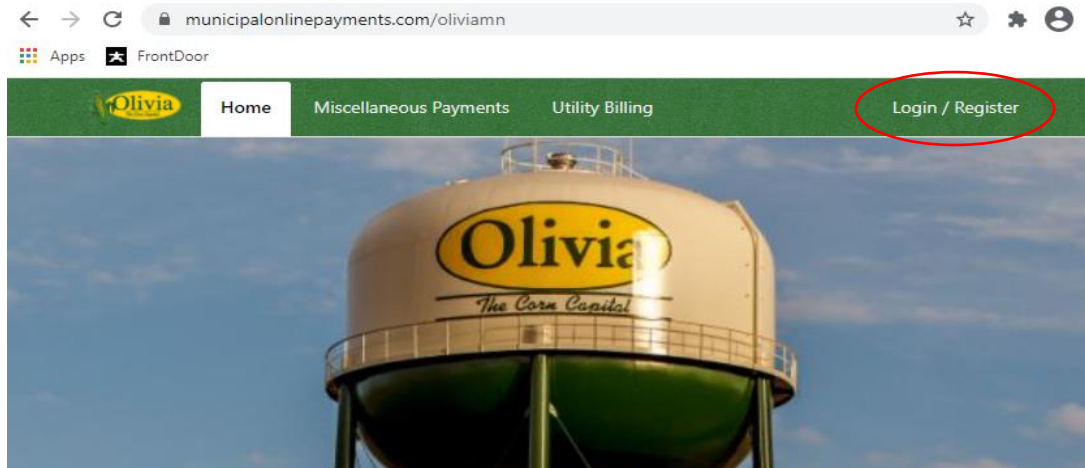 municipalonlinepayments.com/oliviamn
Apps FrontDoor
Olivia Home Miscellaneous Payments Utility Billing Login / Register
Olivia
The Corn Capital